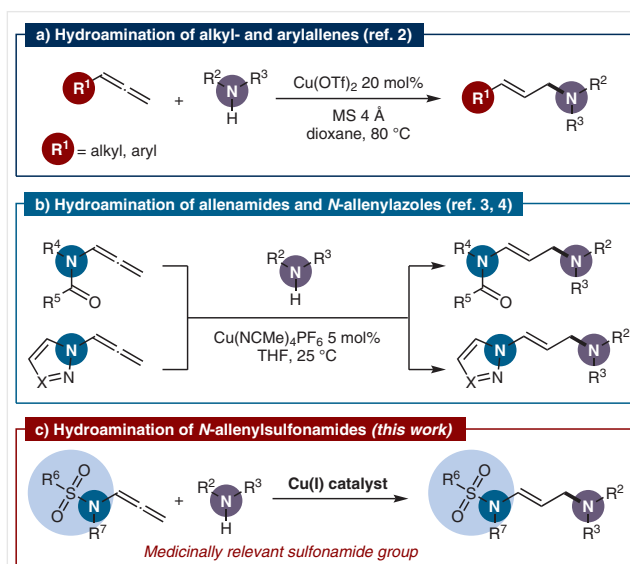 a) Hydroamination of alkyl- and arylallenes (ref. 2)
R1
+
R2 N R3
H
Cu(OTf)2 20 mol%
MS 4 Å
dioxane, 80 °C
R1 N R2
R3
R1 = alkyl, aryl
b) Hydroamination of allenamides and N-allenylazoles (ref. 3, 4)
R4 N
R5 O
R2 N R3
H
R4 N N R2
R3
R5 O
Cu(NCMe)4PF6 5 mol%
THF, 25 °C
N
X=N
N N R2
R3
X=N
c) Hydroamination of N-allenylsulfonamides (this work)
R6 S O
O N
R7
+
R2 N R3
H
Cu(I) catalyst
R6 S O
O N
R7
N R2
R3
Medicinally relevant sulfonamide group